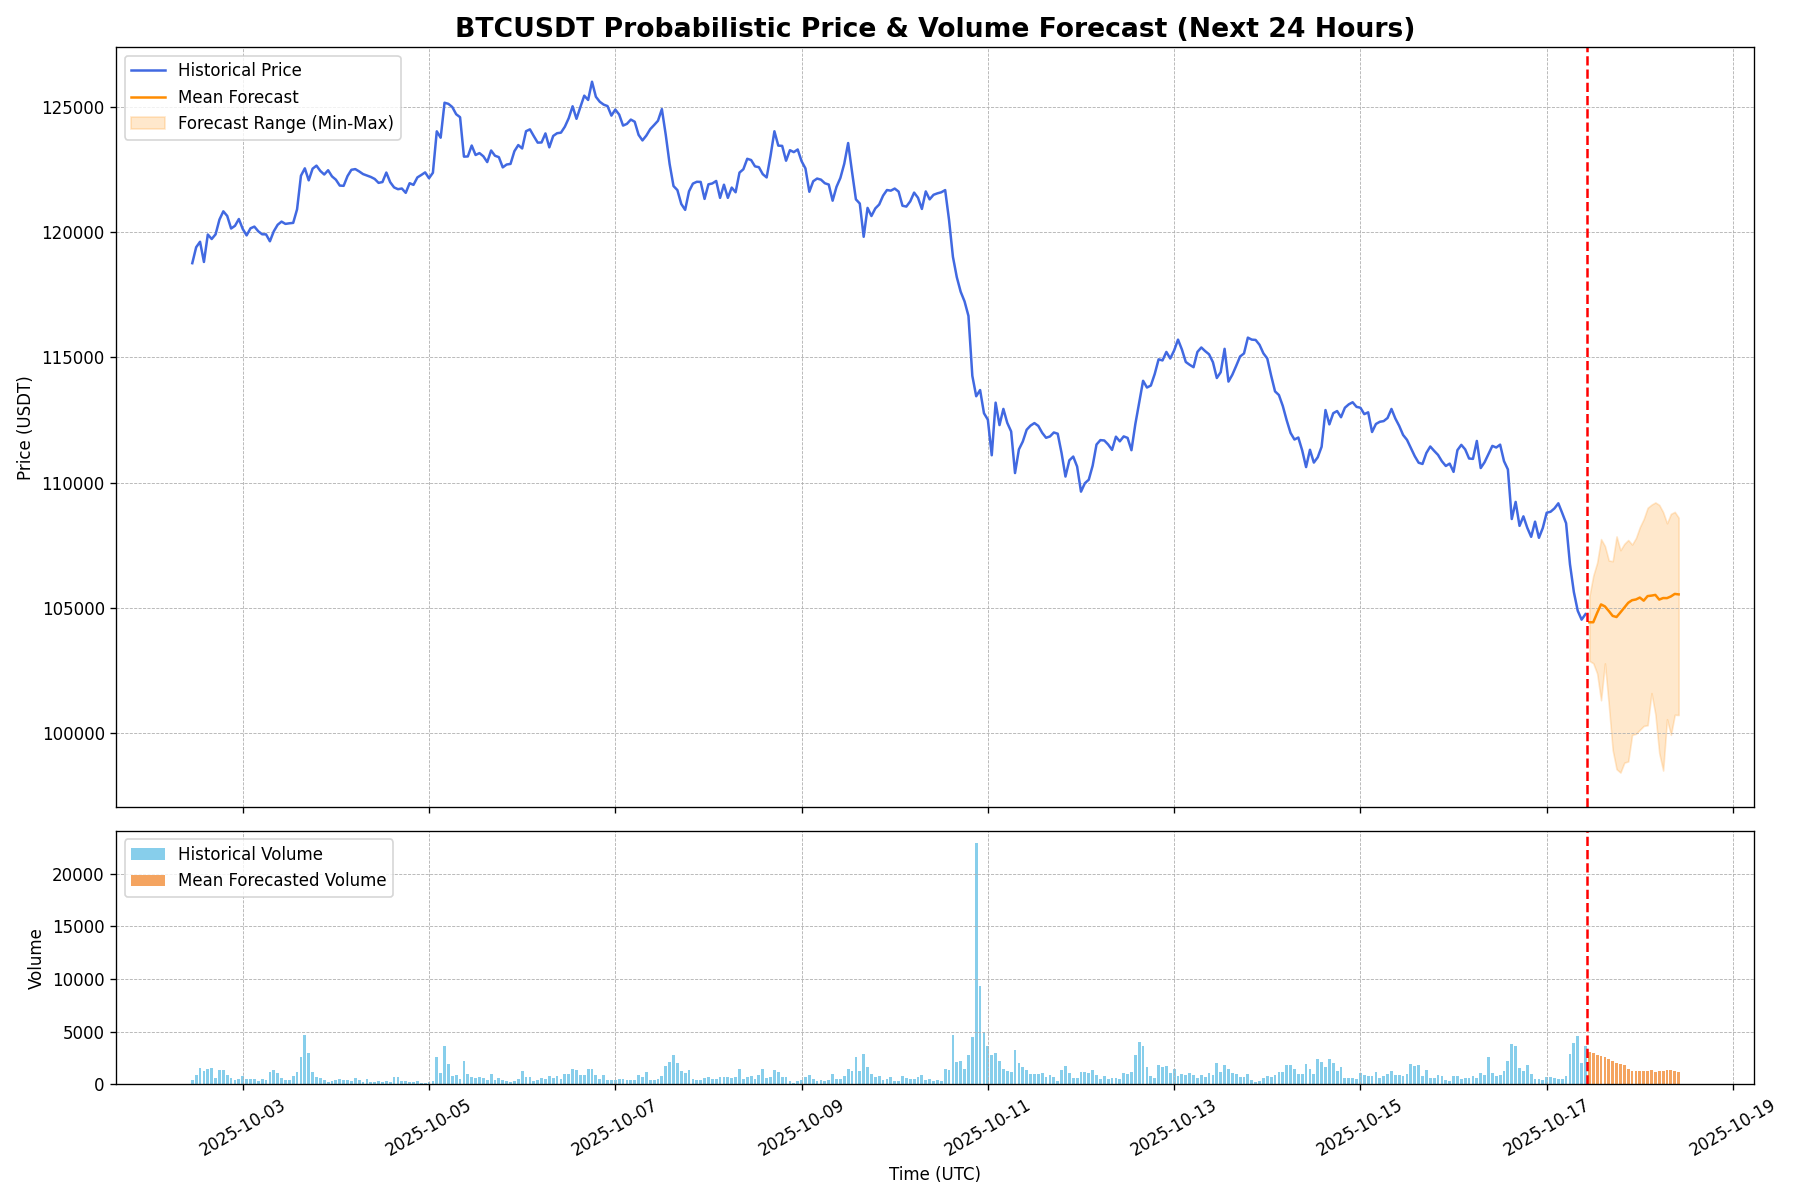 BTCUSDT Probabilistic Price & Volume Forecast (Next 24 Hours)
Historical Price
Mean Forecast
Forecast Range (Min-Max)
Price (USDT)
125000
120000
115000
110000
105000
100000
Historical Volume
Mean Forecasted Volume
Volume
20000
15000
10000
5000
0
2025-10-03
2025-10-05
2025-10-07
2025-10-09
2025-10-11
2025-10-13
2025-10-15
2025-10-17
2025-10-19
Time (UTC)